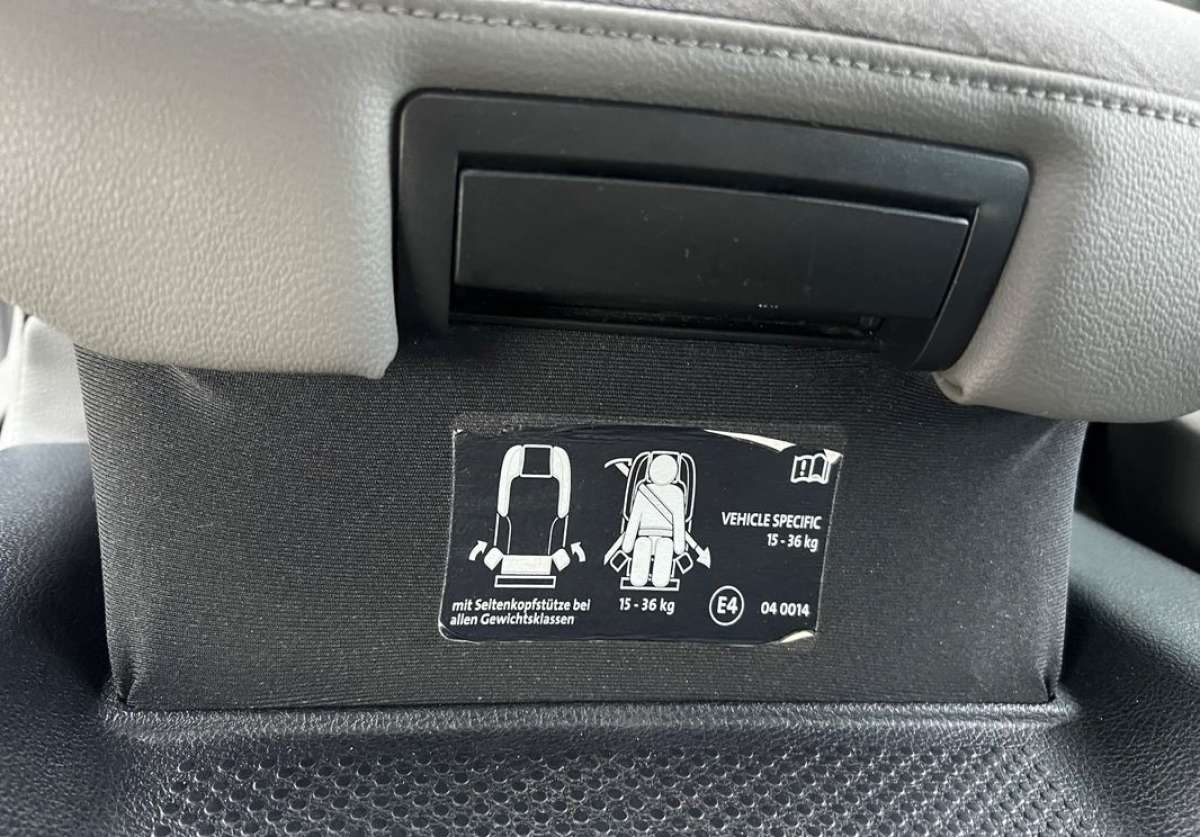 VEHICLE SPECIFIC
15 - 36 kg
mit Seitenkopfstütze bei
allen Gewichtsklassen
15 - 36 kg
E4
04 0014